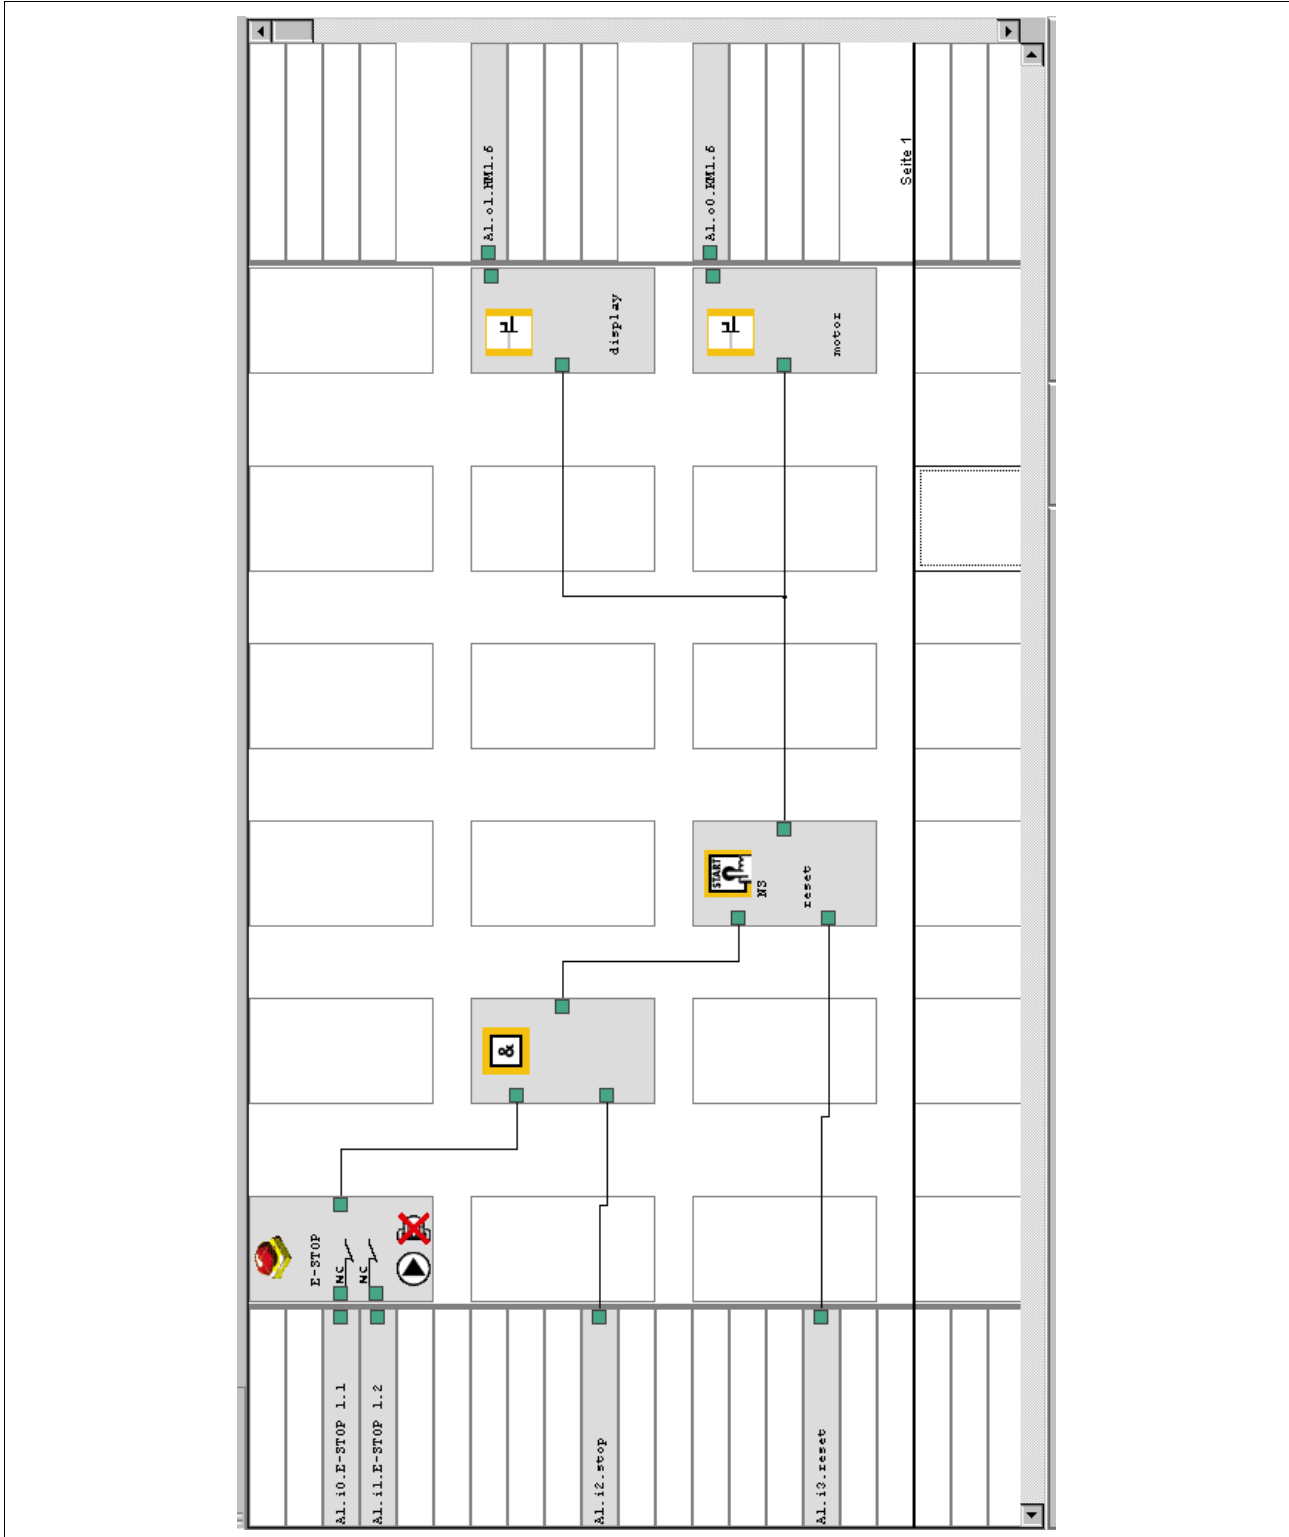 E-STOP
A1.i0.E-STOP 1.1
NC
A1.i1.E-STOP 1.2
NC
A1.o1.HM1.6
&
A1.i2.stop
display
A1.o0.KM1.6
START
NS
reset
A1.i3.reset
motor
Seite 1